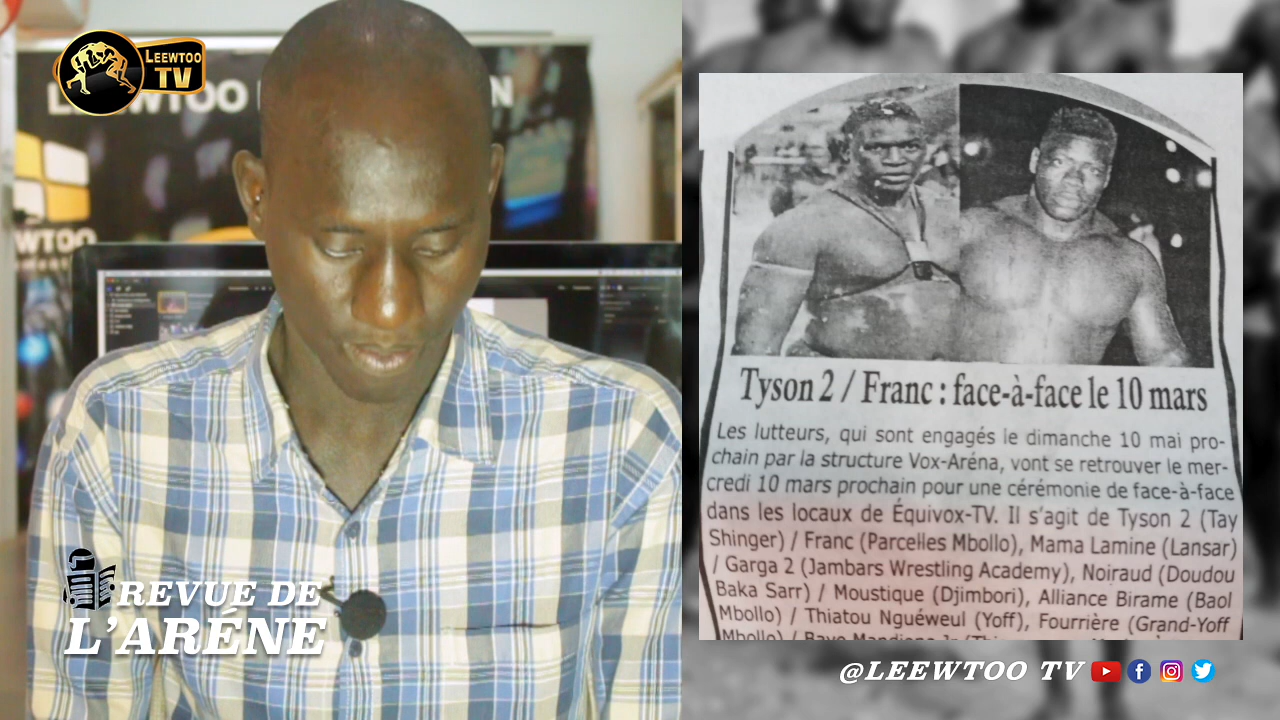 LEEWTOO
TV
REVUE DE
L'ARÉNE
Tyson 2 / Franc : face-à-face le 10 mars
Les lutteurs, qui sont engagés le dimanche 10 mai pro-
chain par la structure Vox-Aréna, vont se retrouver le mer-
credi 10 mars prochain pour une cérémonie de face-à-face
dans les locaux de Équivox-TV. Il s'agit de Tyson 2 (Tay
Shinger) / Franc (Parcelles Mbollo), Mama Lamine (Lansar)
/ Garga 2 (Jambars Wrestling Academy), Noiraud (Doudou
Baka Sarr) / Moustique (Djimbori), Alliance Birame (Baol
Mbollo) / Thiatou Nguéweul (Yoff), Fourrière (Grand-Yoff
Mbollo) /
@LEEWTOO TV